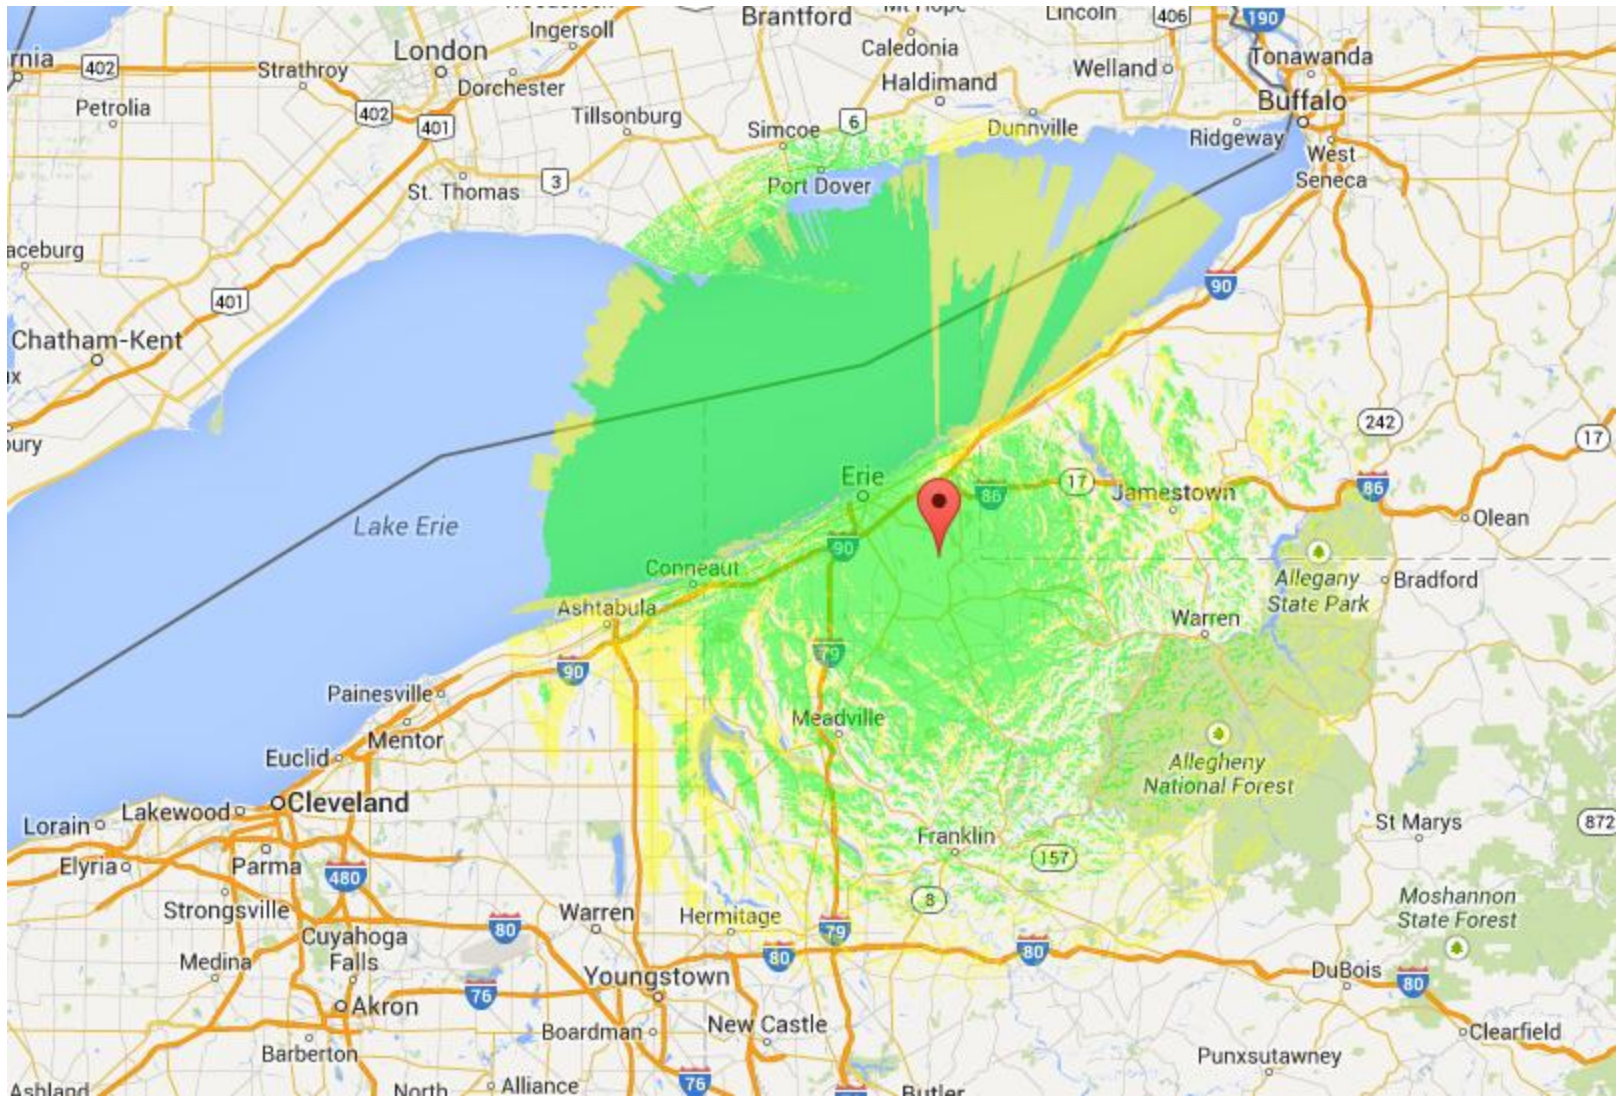 Brantford
Mt Hope
Lincoln
406
190
Ingersoll
London
Caledonia
Tonawanda
402
Strathroy
Dorchester
Haldimand
Welland
Petrolia
402
401
Tillsonburg
Simcoe
6
Dunnville
Buffalo
Ridgeway
West
Seneca
St. Thomas
3
Port Dover
aceburg
401
90
Chatham-Kent
242
17
Erie
86
17
Jamestown
86
Olean
Lake Erie
90
Conneaut
Allegany
State Park
Bradford
Ashtabula
Warren
90
79
Painesville
Meadville
Mentor
Euclid
Allegheny
National Forest
Cleveland
Lakewood
Lorain
Franklin
St Marys
872
Elyria
Parma
480
157
Strongsville
Warren
Hermitage
8
Moshannon
State Forest
80
79
Cuyahoga
Falls
80
80
Medina
Youngstown
DuBois
80
76
Akron
Boardman
New Castle
Clearfield
Barberton
Punxsutawney
Ashland
North
Alliance
76
Butler